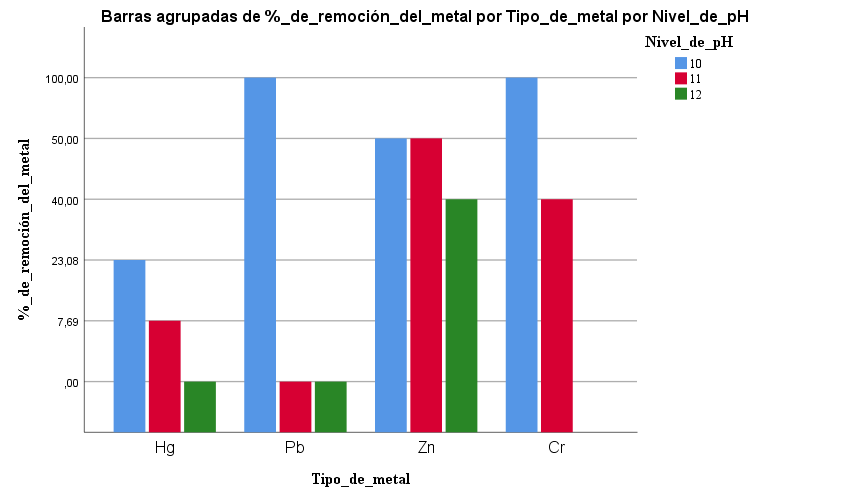 Barras agrupadas de %_de_remoción_del_metal por Tipo_de_metal por Nivel_de_pH
Nivel_de_pH
10
11
12
%_de_remoción_del_metal
100,00
50,00
40,00
23,08
7,69
,00
Hg Pb Zn Cr
Tipo_de_metal